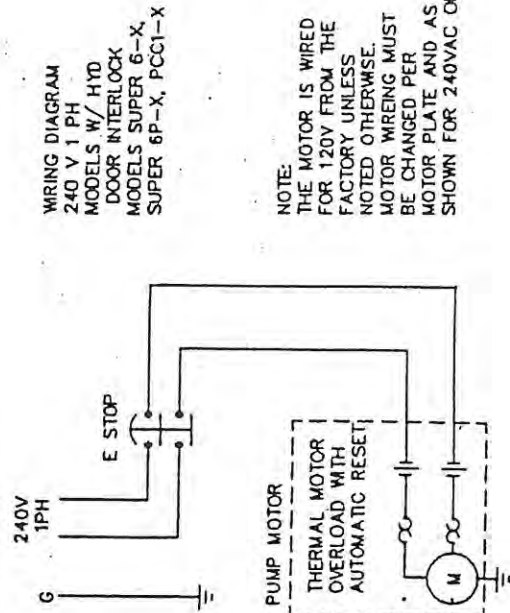 WIRING DIAGRAM
240 V 1 PH
MODELS W/ HYD
DOOR INTERLOCK
MODELS SUPER 6-X,
SUPER 6P-X, PCC1-X
NOTE:
THE MOTOR IS WIRED
FOR 120V FROM THE
FACTORY UNLESS
NOTED OTHERWISE.
MOTOR WIREING MUST
BE CHANGED PER
MOTOR PLATE AND AS
SHOWN FOR 240VAC
240V
1PH
G
E STOP
PUMP MOTOR
THERMAL MOTOR
OVERLOAD WITH
AUTOMATIC RESET
M